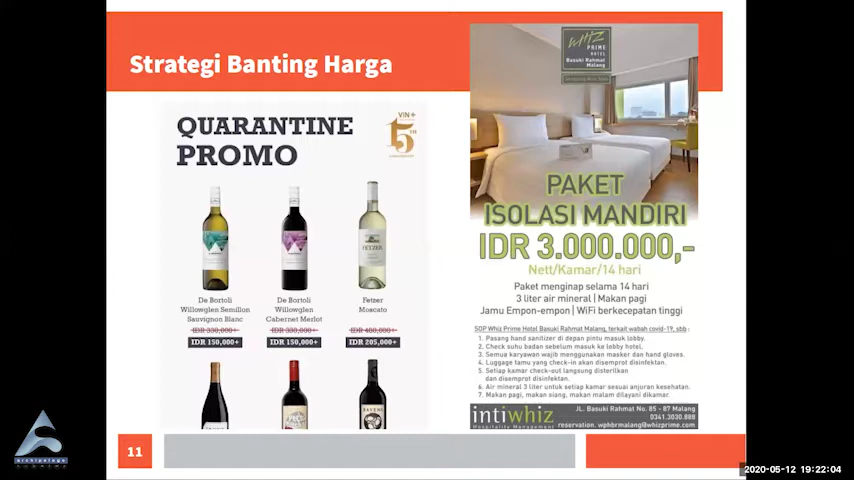 Strategi Banting Harga
QUARANTINE
PROMO
VIN+
15TH
ANNIVERSARY
De Bortoli
Willowglen Semillon
Sauvignon Blanc
IDR 330,000+
IDR 150,000+
De Bortoli
Willowglen
Cabernet Merlot
IDR 330,000+
IDR 150,000+
FETZER
Fetzer
Moscato
IDR 400,000+
IDR 205,000+
WHIZ
PRIME
HOTEL
Basuki Rahmat
Malang
PAKET
ISOLASI MANDIRI
IDR 3.000.000,-
Nett/Kamar/14 hari
Paket menginap selama 14 hari
3 liter air mineral | Makan pagi
Jamu Empon-empon | WiFi berkecepatan tinggi
SOP Whiz Prime Hotel Basuki Rahmat Malang, terkait wabah covid-19, sbb :
1. Pasang hand sanitizer di depan pintu masuk lobby.
2. Check suhu badan sebelum masuk ke lobby hotel.
3. Semua karyawan wajib menggunakan masker dan hand gloves.
4. Luggage tamu yang check-in akan disemprot disinfektan.
5. Setiap kamar check-out langsung disterilkan
dan disemprot disinfektan.
6. Air mineral 3 liter untuk setiap kamar sesuai anjuran kesehatan.
7. Makan pagi, makan siang, makan malam dilayani dikamar.
intiwhiz
Hospitality Management
JL. Basuki Rahmat No. 85 - 87 Malang
0341.3030.888
reservation. wphbrmalang@whizprime.com
archipelago
11
2020-05-12 19:22:04